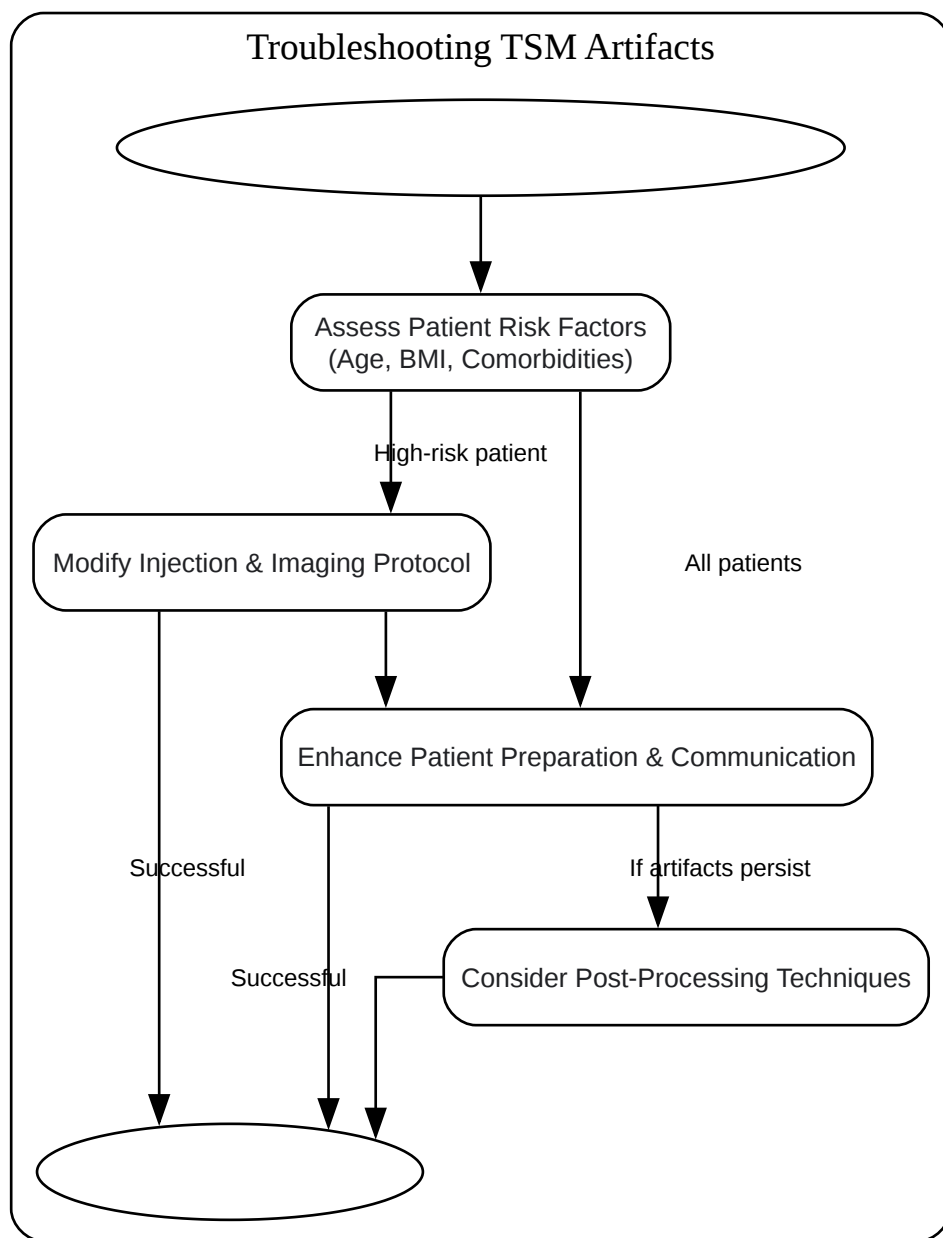 Troubleshooting TSM Artifacts
Assess Patient Risk Factors
(Age, BMI, Comorbidities)
High-risk patient
Modify Injection & Imaging Protocol
All patients
Enhance Patient Preparation & Communication
Successful
If artifacts persist
Successful
Consider Post-Processing Techniques